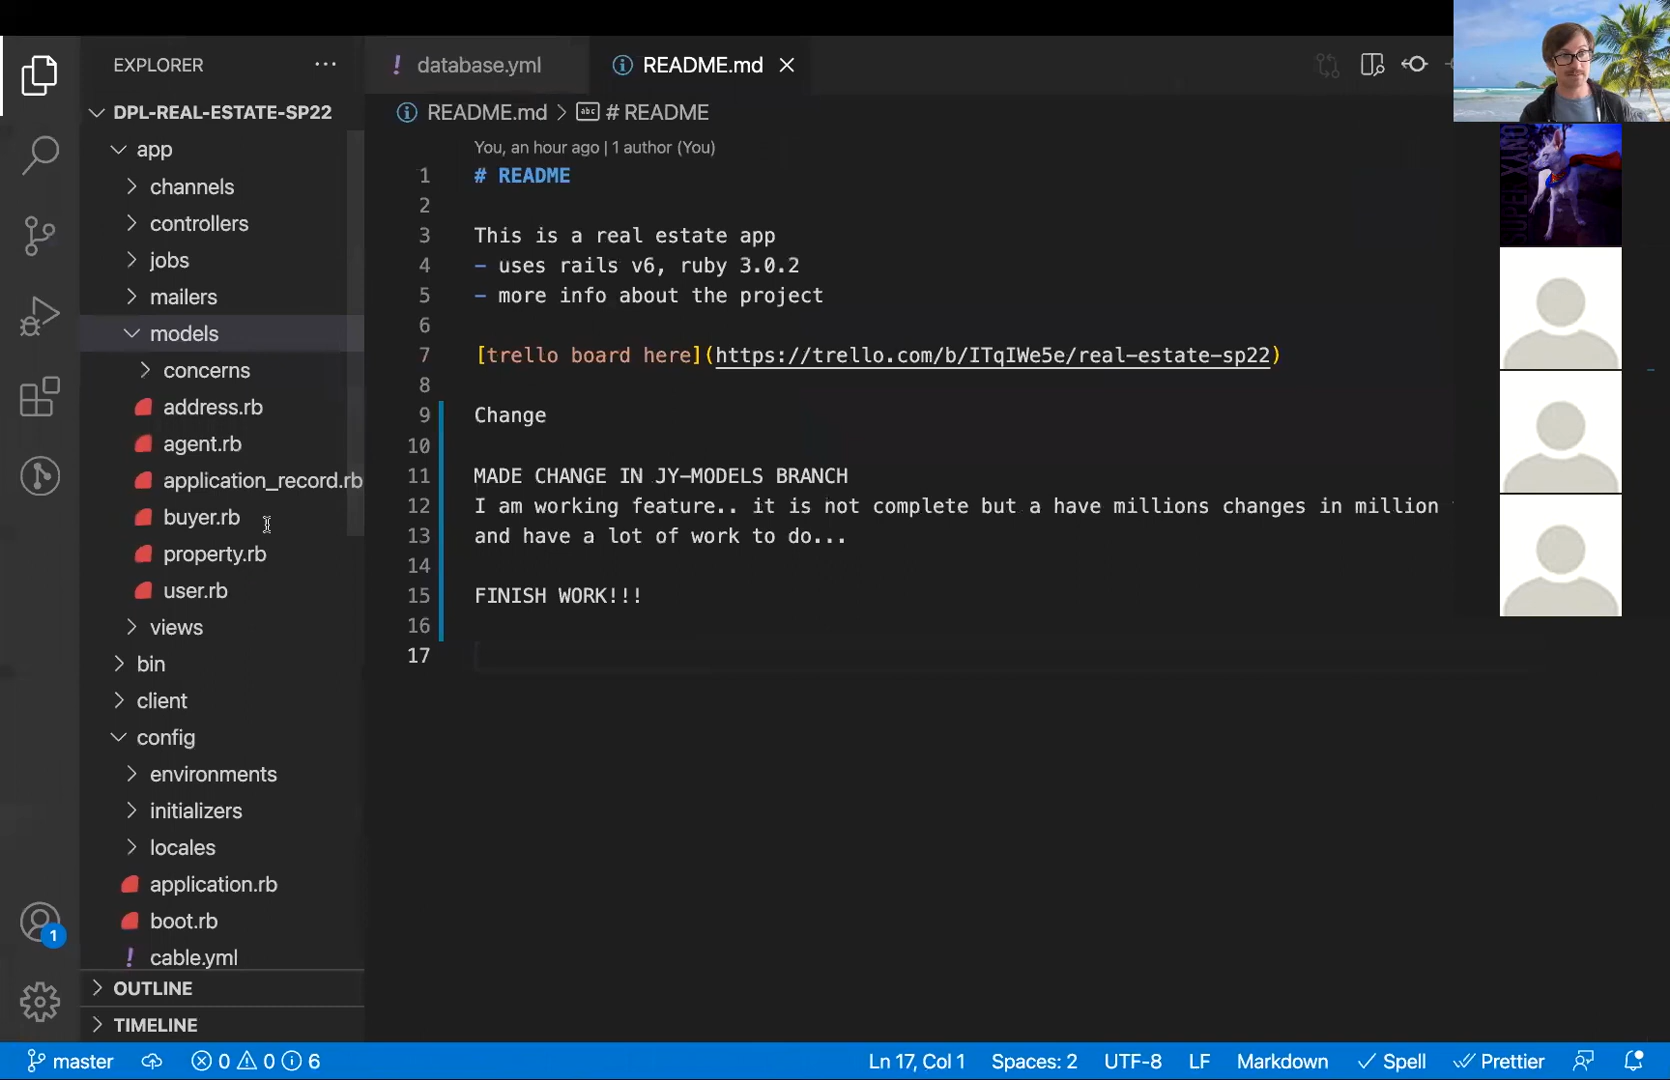 EXPLORER
DPL-REAL-ESTATE-SP22
app
channels
controllers
jobs
mailers
models
concerns
address.rb
agent.rb
application_record.rb
buyer.rb
property.rb
user.rb
views
bin
client
config
environments
initializers
locales
application.rb
boot.rb
cable.yml
OUTLINE
TIMELINE
! database.yml
README.md
README.md > abc # README
You, an hour ago | 1 author (You)
1 # README
2
3 This is a real estate app
4 - uses rails v6, ruby 3.0.2
5 - more info about the project
6
7 [trello board here](https://trello.com/b/ITqIWe5e/real-estate-sp22)
8
9 Change
10
11 MADE CHANGE IN JY-MODELS BRANCH
12 I am working feature.. it is not complete but a have millions changes in million
13 and have a lot of work to do...
14
15 FINISH WORK!!!
16
17
1
master 0 0 6 Ln 17, Col 1 Spaces: 2 UTF-8 LF Markdown Spell Prettier